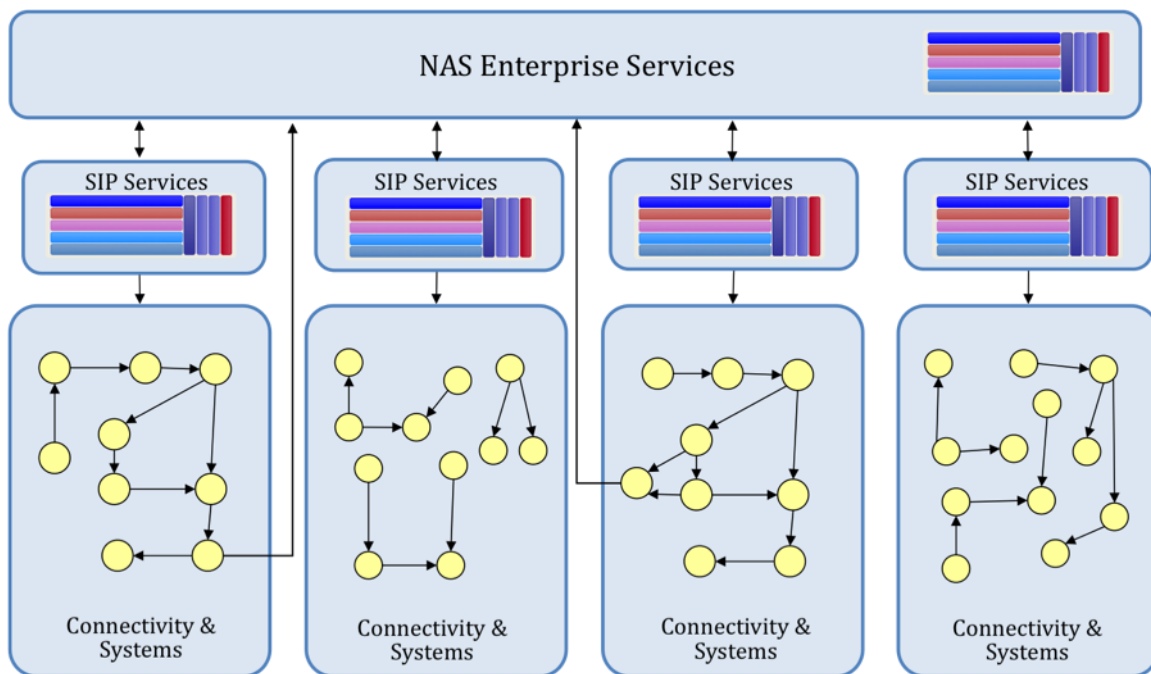 NAS Enterprise Services
SIP Services
SIP Services
SIP Services
SIP Services
Connectivity &
Systems
Connectivity &
Systems
Connectivity &
Systems
Connectivity &
Systems